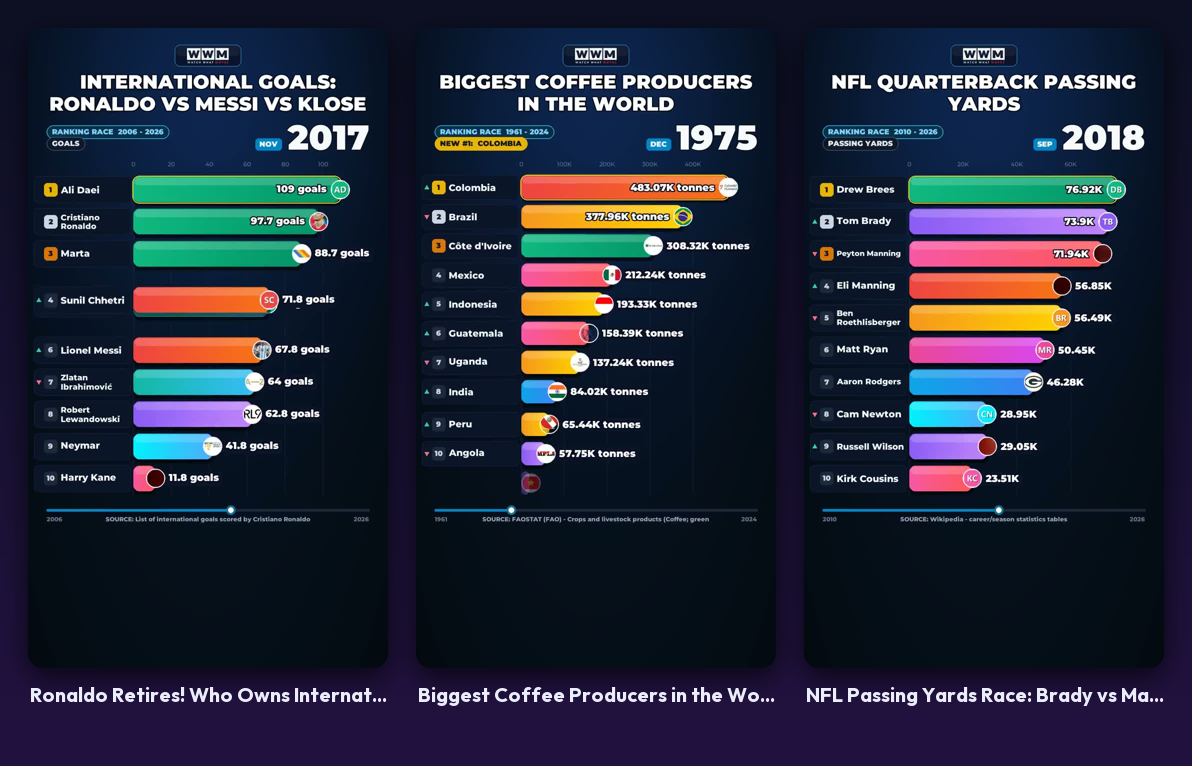 WWM
WATCH WHAT
INTERNATIONAL GOALS:
RONALDO VS MESSI VS KLOSE
RANKING RACE 2006 - 2026
GOALS
NOV 2017
0 20 40 60 80 100
1 Ali Daei 109 goals AD
2 Cristiano
Ronaldo 97.7 goals
3 Marta 88.7 goals
4 Sunil Chhetri SC 71.8 goals
6 Lionel Messi 67.8 goals
7 Zlatan
Ibrahimović 64 goals
8 Robert
Lewandowski RL9 62.8 goals
9 Neymar 41.8 goals
10 Harry Kane 11.8 goals
2006 SOURCE: List of international goals scored by Cristiano Ronaldo 2026
Ronaldo Retires! Who Owns Internat...
WWM
WATCH WHAT
BIGGEST COFFEE PRODUCERS
IN THE WORLD
RANKING RACE 1961 - 2024
NEW #1: COLOMBIA
DEC 1975
0 100K 200K 300K 400K
1 Colombia 483.07K tonnes
2 Brazil 377.96K tonnes
3 Côte d'Ivoire 308.32K tonnes
4 Mexico 212.24K tonnes
5 Indonesia 193.33K tonnes
6 Guatemala 158.39K tonnes
7 Uganda 137.24K tonnes
8 India 84.02K tonnes
9 Peru 65.44K tonnes
10 Angola MPLA 57.75K tonnes
1961 SOURCE: FAOSTAT (FAO) - Crops and livestock products (Coffee; green 2024
Biggest Coffee Producers in the Wo...
WWM
WATCH WHAT
NFL QUARTERBACK PASSING
YARDS
RANKING RACE 2010 - 2026
PASSING YARDS
SEP 2018
0 20K 40K 60K
1 Drew Brees 76.92K DB
2 Tom Brady 73.9K TB
3 Peyton Manning 71.94K
4 Eli Manning 56.85K
5 Ben
Roethlisberger BR 56.49K
6 Matt Ryan MR 50.45K
7 Aaron Rodgers G 46.28K
8 Cam Newton CN 28.95K
9 Russell Wilson 29.05K
10 Kirk Cousins KC 23.51K
2010 SOURCE: Wikipedia - career/season statistics tables 2026
NFL Passing Yards Race: Brady vs Ma...